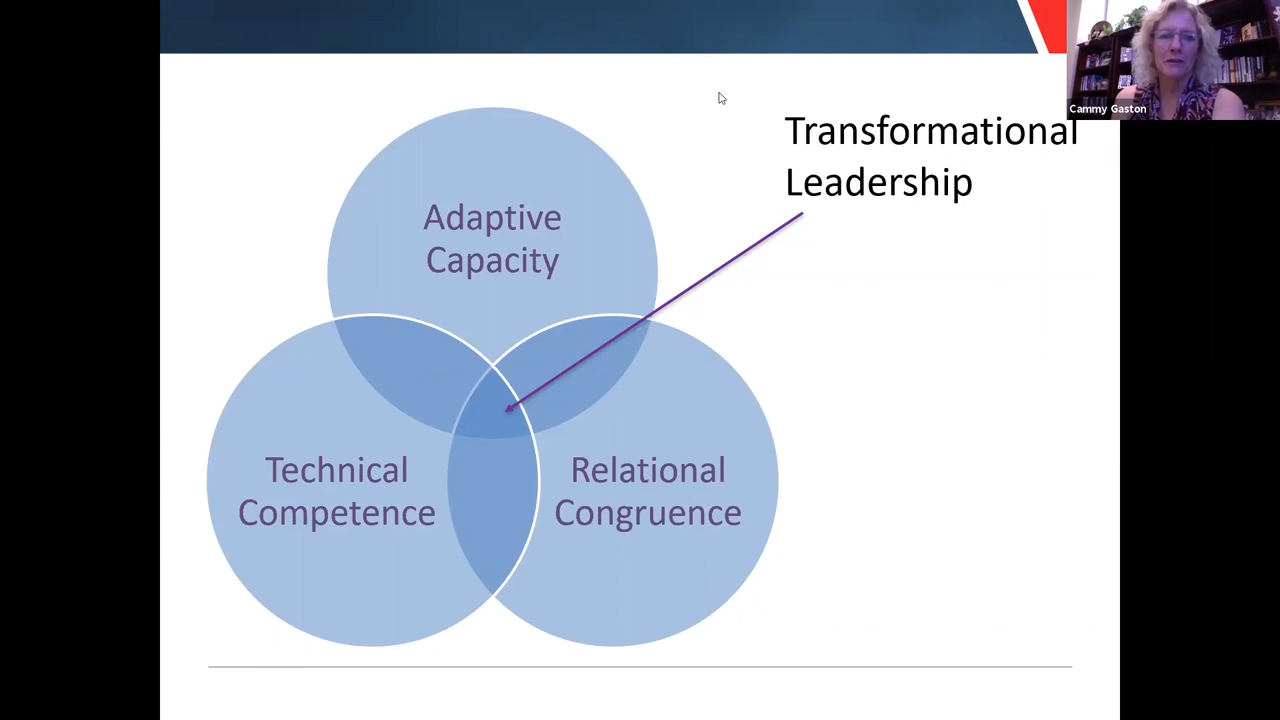 Cammy Gaston
Transformational
Leadership
Adaptive
Capacity
Technical
Competence
Relational
Congruence